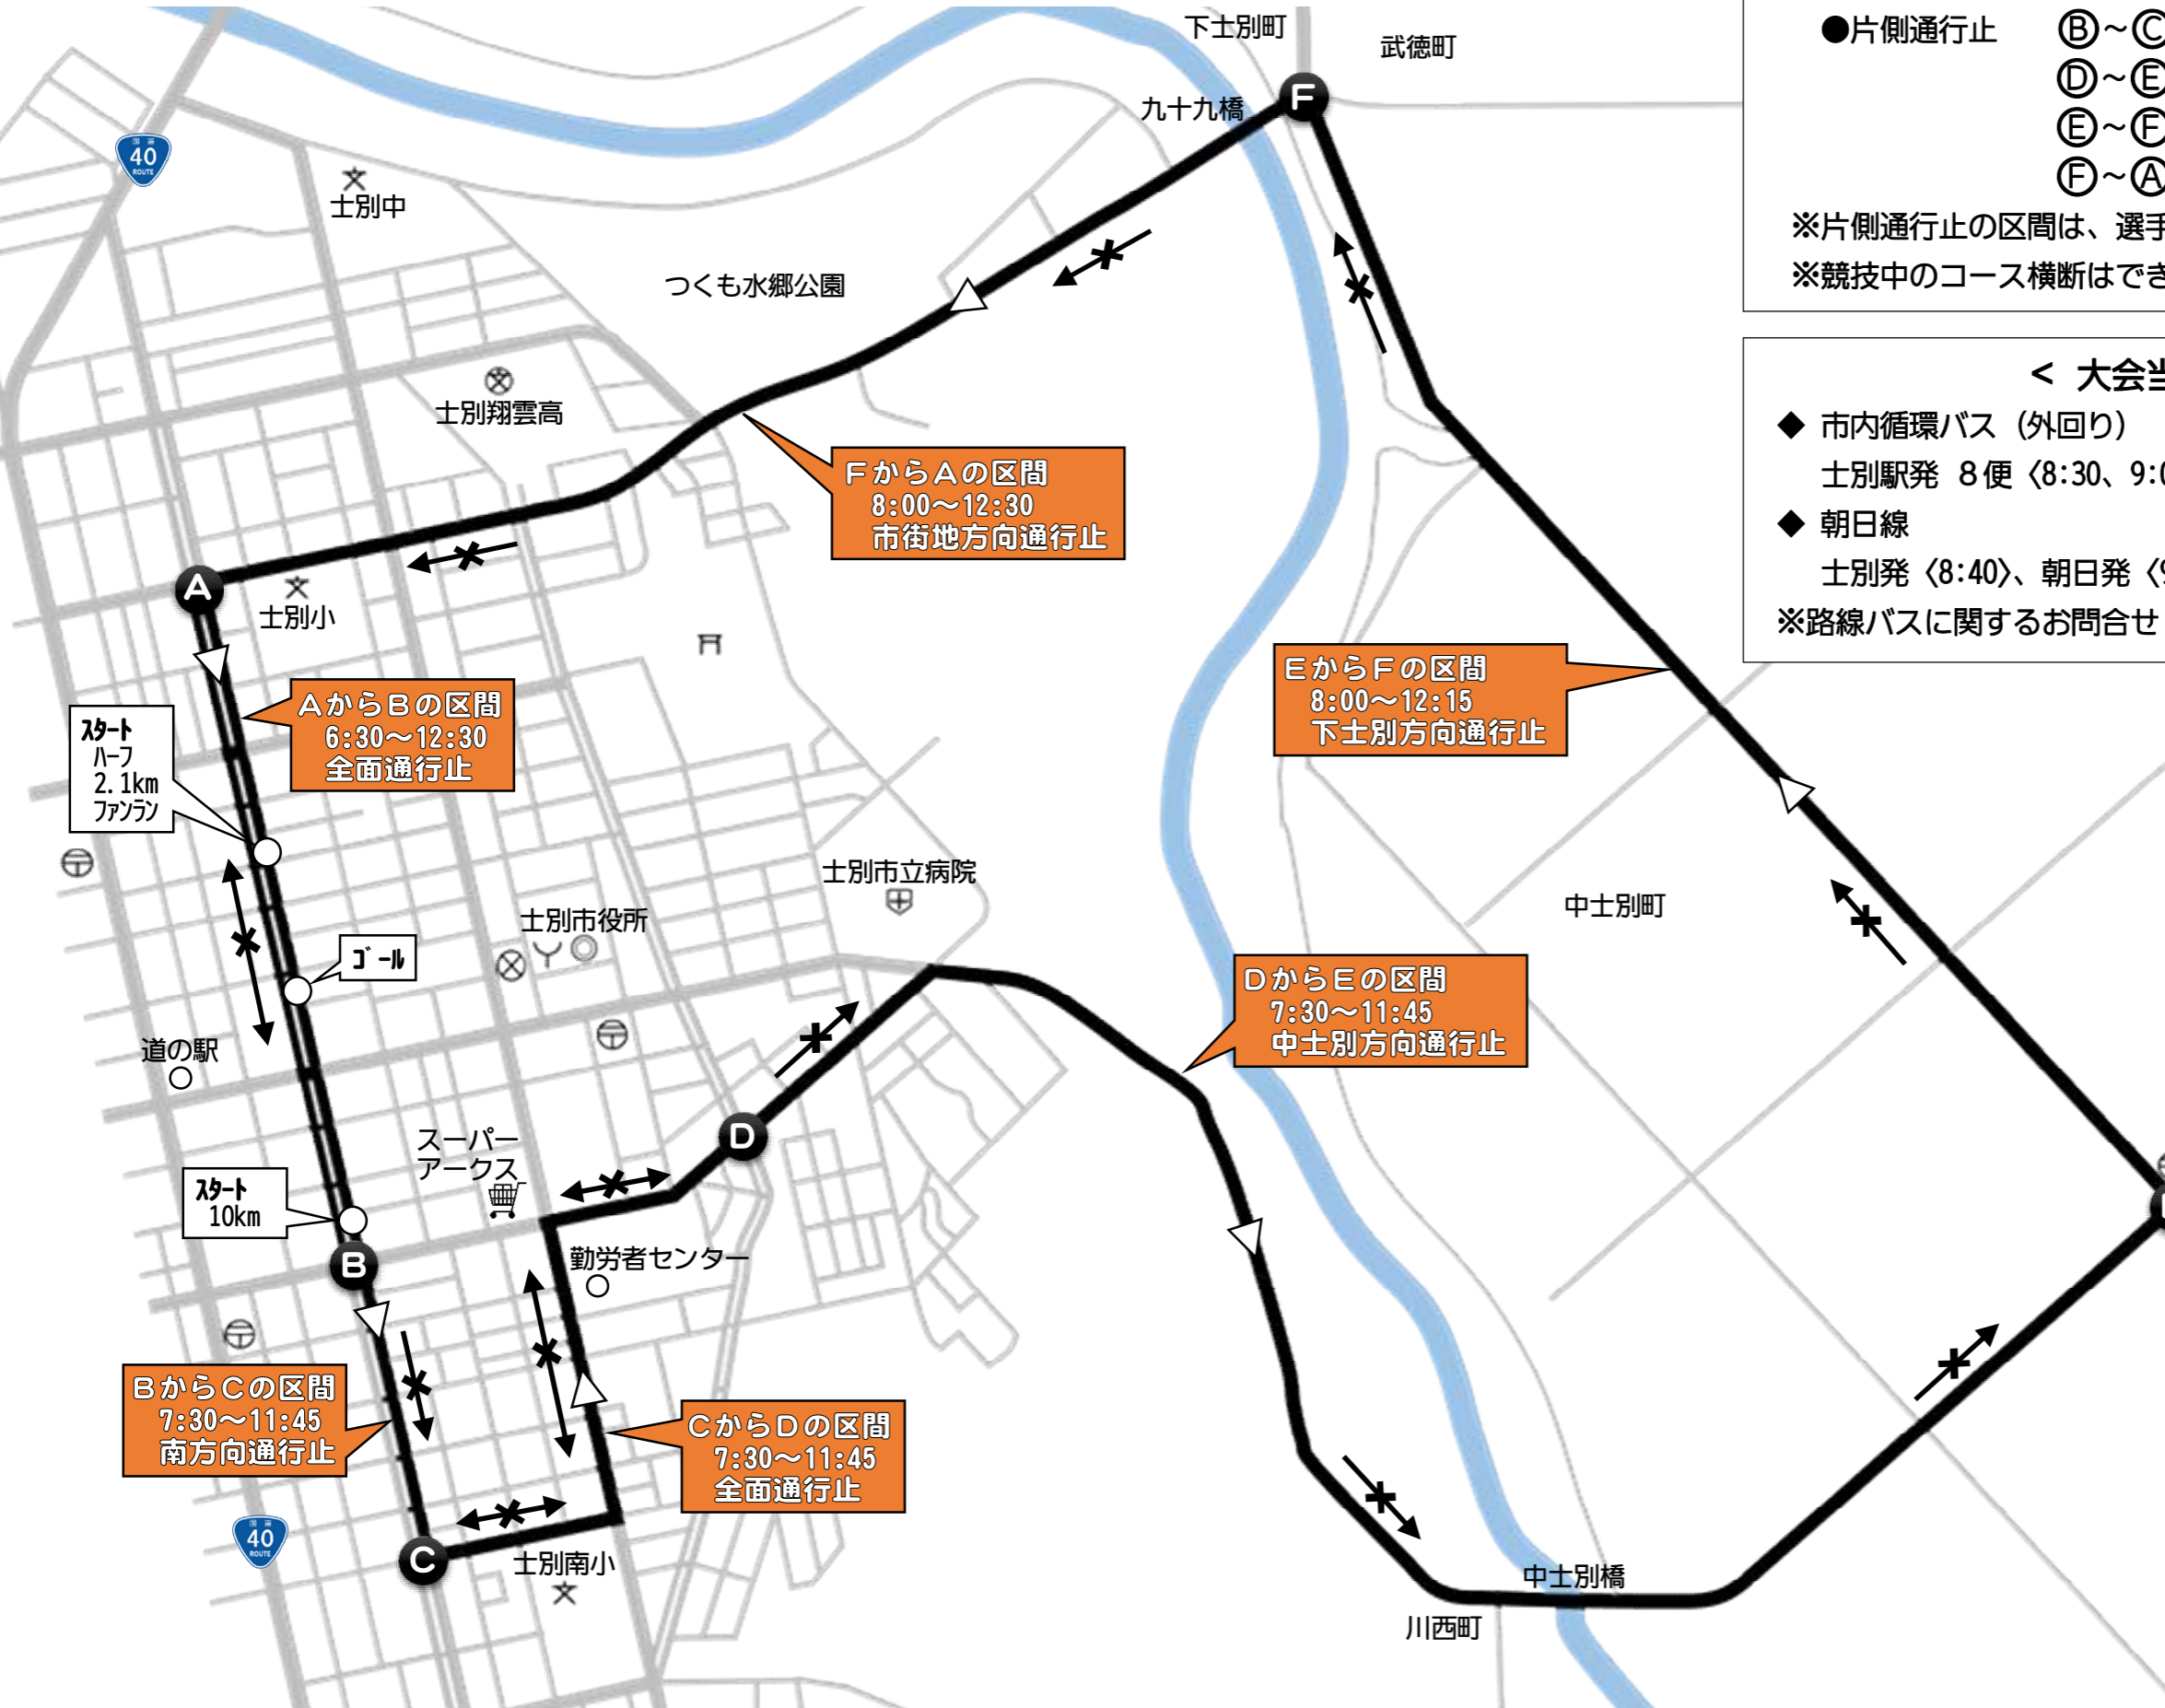 下士別町
武徳町
九十九橋
F
国道
40
ROUTE
士別中
つくも水郷公園
士別翔雲高
FからAの区間
8:00～12:30
市街地方向通行止
A
士別小
AからBの区間
6:30～12:30
全面通行止
スタート
ハーフ
2.1km
ファンラン
EからFの区間
8:00～12:15
下士別方向通行止
士別市立病院
中士別町
士別市役所
ゴール
DからEの区間
7:30～11:45
中士別方向通行止
道の駅
D
スーパー
アークス
スタート
10km
B
勤労者センター
BからCの区間
7:30～11:45
南方向通行止
CからDの区間
7:30～11:45
全面通行止
国道
40
ROUTE
C
士別南小
中士別橋
川西町
●片側通行止 Ⓑ～Ⓒ
Ⓓ～Ⓔ
Ⓔ～Ⓕ
Ⓕ～Ⓐ
※片側通行止の区間は、選手
※競技中のコース横断はでき
< 大会当
◆ 市内循環バス（外回り）
士別駅発 8便〈8:30、9:0
◆ 朝日線
士別発〈8:40〉、朝日発〈9
※路線バスに関するお問合せ